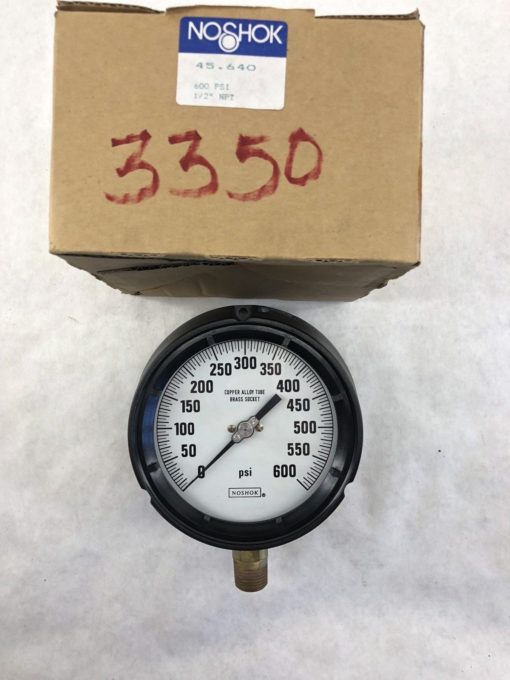 NOSHOK
45.640
600 PSI
1/2" NPT
3350
0
50
100
150
200
250
300
350
400
450
500
550
600
COPPER ALLOY TUBE
BRASS SOCKET
psi
NOSHOK ®